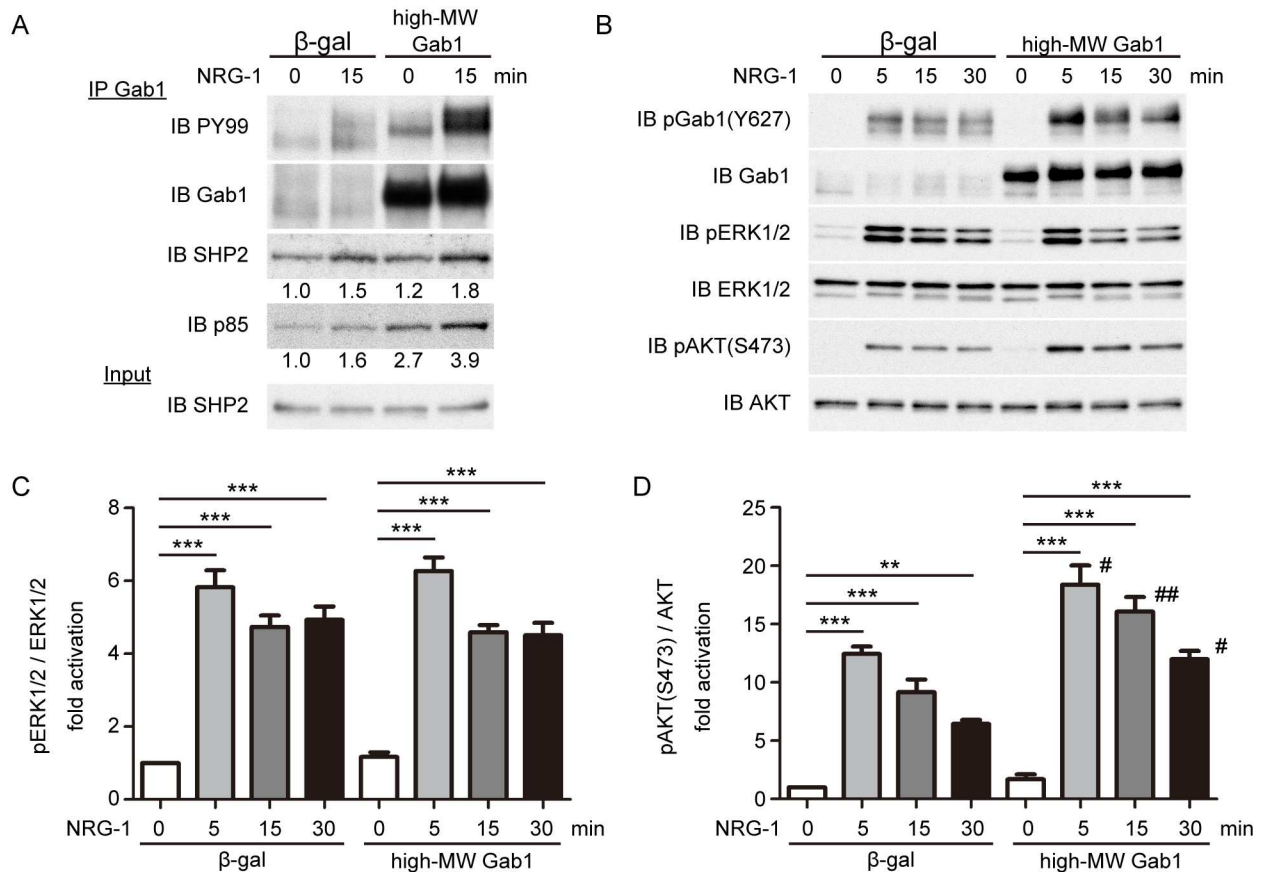 A
β-gal
high-MW
Gab1
NRG-1 0 15 0 15 min
IP Gab1
IB PY99
IB Gab1
IB SHP2
1.0 1.5 1.2 1.8
IB p85
1.0 1.6 2.7 3.9
Input
IB SHP2
B
β-gal high-MW Gab1
NRG-1 0 5 15 30 0 5 15 30 min
IB pGab1(Y627)
IB Gab1
IB pERK1/2
IB ERK1/2
IB pAKT(S473)
IB AKT
C
pERK1/2 / ERK1/2
fold activation
8
6
4
2
0
***
***
***
***
***
***
NRG-1 0 5 15 30 0 5 15 30 min
β-gal high-MW Gab1
D
pAKT(S473) / AKT
fold activation
25
20
15
10
5
0
**
***
***
***
***
***
#
##
#
NRG-1 0 5 15 30 0 5 15 30 min
β-gal high-MW Gab1